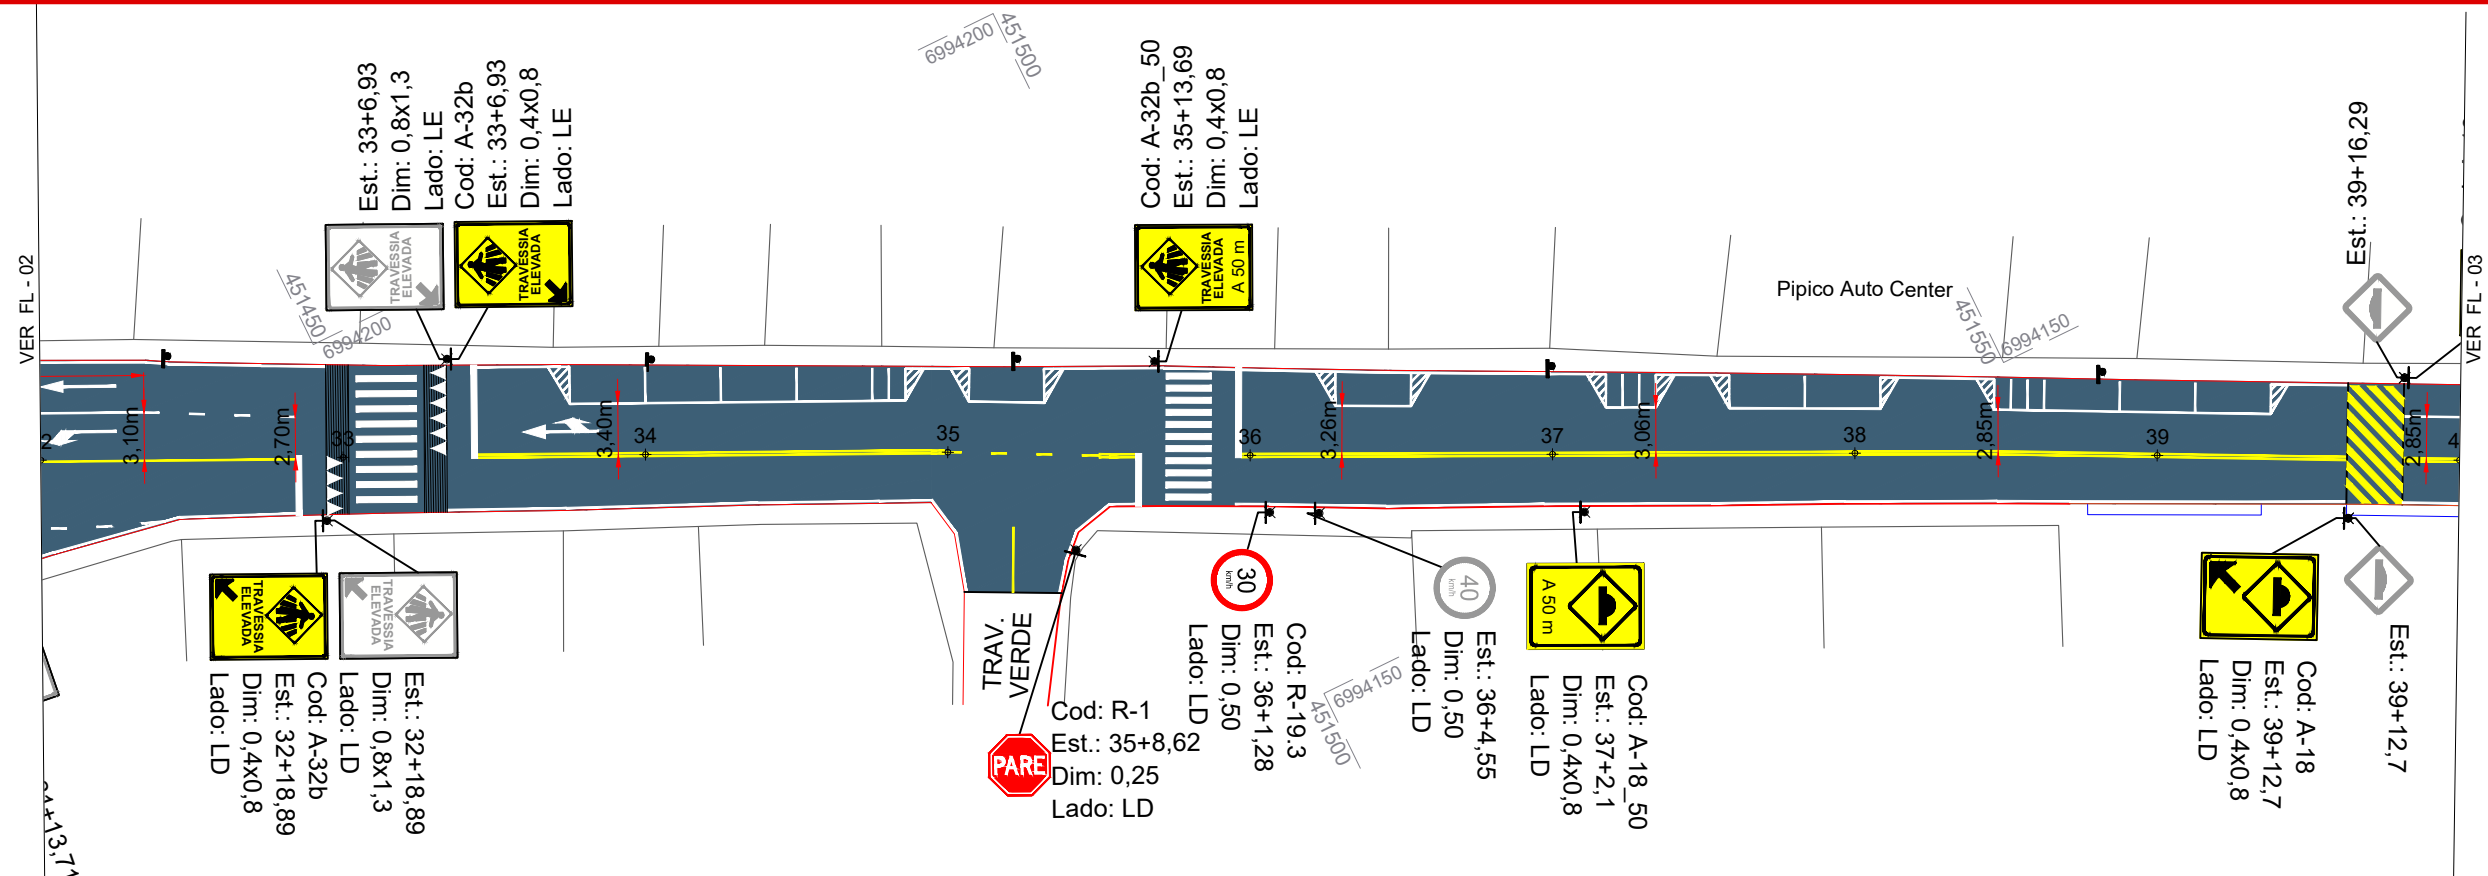 VER FL - 02
Est.: 33+6,93
Dim: 0,8x1,3
Lado: LE
Cod: A-32b
Est.: 33+6,93
Dim: 0,4x0,8
Lado: LE
TRAVESSIA
ELEVADA
TRAVESSIA
ELEVADA
451450
6994200
6994200
451500
Cod: A-32b_50
Est.: 35+13,69
Dim: 0,4x0,8
Lado: LE
TRAVESSIA
ELEVADA
A 50 m
Pipico Auto Center
451550
6994150
Est.: 39+16,29
VER FL - 03
2
3,10m
2,70m
33
3,40m
34
35
36
3,26m
37
3,06m
38
2,85m
39
2,85m
4
TRAVESSIA
ELEVADA
TRAVESSIA
ELEVADA
Est.: 32+18,89
Dim: 0,8x1,3
Lado: LD
Cod: A-32b
Est.: 32+18,89
Dim: 0,4x0,8
Lado: LD
TRAV.
VERDE
PARE
Cod: R-1
Est.: 35+8,62
Dim: 0,25
Lado: LD
30
km/h
Cod: R-19.3
Est.: 36+1,28
Dim: 0,50
Lado: LD
6994150
451500
40
km/h
Est.: 36+4,55
Dim: 0,50
Lado: LD
A 50 m
Cod: A-18_50
Est.: 37+2,1
Dim: 0,4x0,8
Lado: LD
Cod: A-18
Est.: 39+12,7
Dim: 0,4x0,8
Lado: LD
Est.: 39+12,7